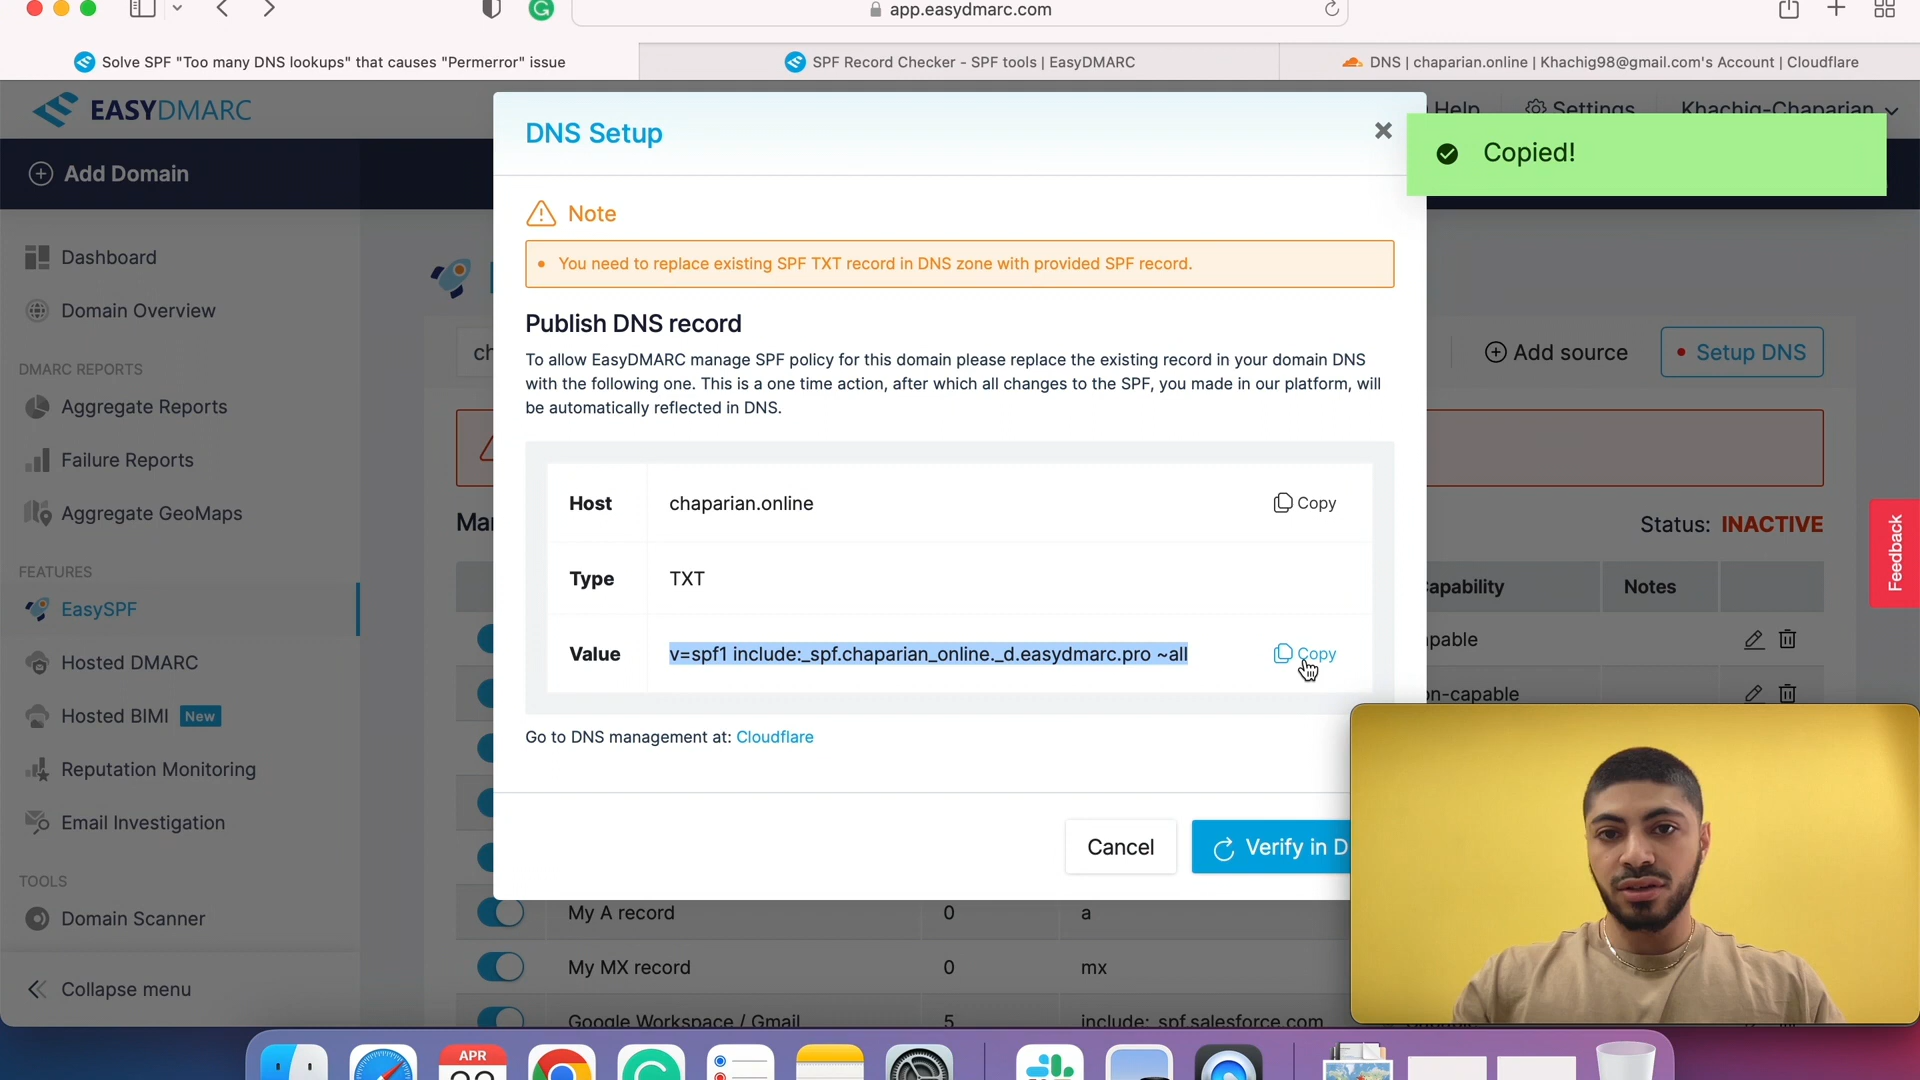 app.easydmarc.com
Solve SPF "Too many DNS lookups" that causes "Permerror" issue
SPF Record Checker - SPF tools | EasyDMARC
DNS | chaparian.online | Khachig98@gmail.com's Account | Cloudflare
EASYDMARC
Help
Settings
Khachig-Chaparian
Add Domain
Dashboard
Domain Overview
DMARC REPORTS
Aggregate Reports
Failure Reports
Aggregate GeoMaps
FEATURES
EasySPF
Hosted DMARC
Hosted BIMI New
Reputation Monitoring
Email Investigation
TOOLS
Domain Scanner
Collapse menu
DNS Setup
Copied!
Note
You need to replace existing SPF TXT record in DNS zone with provided SPF record.
Publish DNS record
To allow EasyDMARC manage SPF policy for this domain please replace the existing record in your domain DNS
with the following one. This is a one time action, after which all changes to the SPF, you made in our platform, will
be automatically reflected in DNS.
Host chaparian.online Copy
Type TXT
Value v=spf1 include:_spf.chaparian_online._d.easydmarc.pro ~all Copy
Go to DNS management at: Cloudflare
Cancel
Verify in D
Add source
Setup DNS
Status: INACTIVE
Notes
Feedback
My A record 0 a
My MX record 0 mx
Google Workspace / Gmail 5 include:_spf.salesforce.com
APR